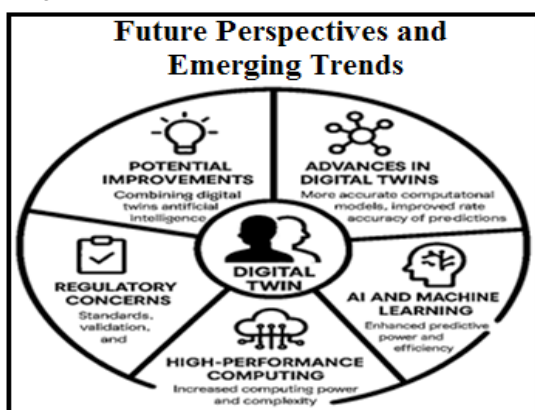 Future Perspectives and
Emerging Trends
POTENTIAL
IMPROVEMENTS
Combining digital
twins artificial
intelligence
ADVANCES IN
DIGITAL TWINS
More accurate computatonal
models, improved rate
accuracy of predictions
REGULATORY
CONCERNS
Standards,
validation,
and
DIGITAL
TWIN
AI AND MACHINE
LEARNING
Enhanced predictive
power and
efficiency
HIGH-PERFORMANCE
COMPUTING
Increased computing power
and complexity